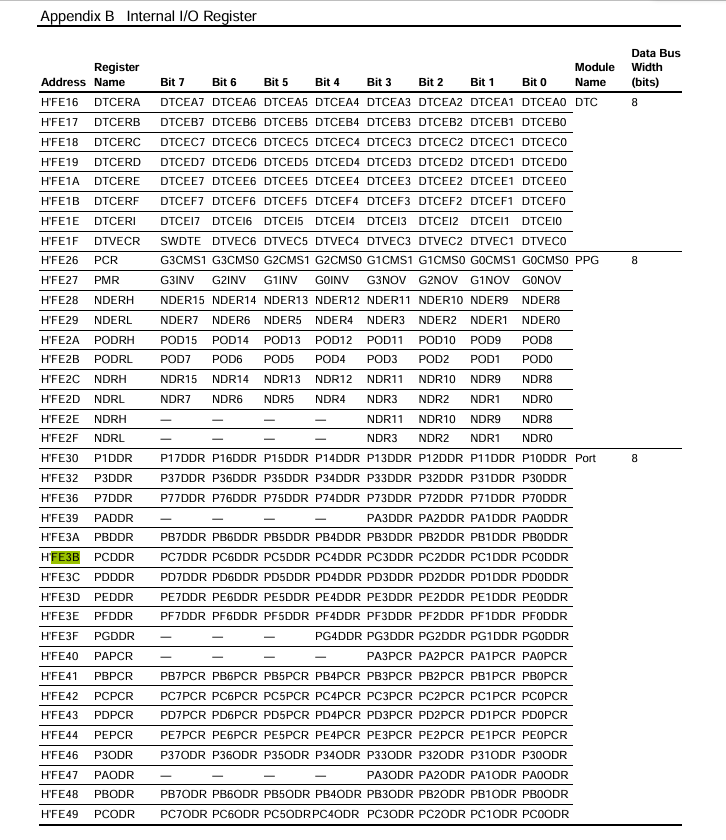 Appendix B Internal I/O Register
Data Bus
Register Module Width
Address Name Bit 7 Bit 6 Bit 5 Bit 4 Bit 3 Bit 2 Bit 1 Bit 0 Name (bits)
H'FE16 DTCERA DTCEA7 DTCEA6 DTCEA5 DTCEA4 DTCEA3 DTCEA2 DTCEA1 DTCEA0 DTC 8
H'FE17 DTCERB DTCEB7 DTCEB6 DTCEB5 DTCEB4 DTCEB3 DTCEB2 DTCEB1 DTCEB0
H'FE18 DTCERC DTCEC7 DTCEC6 DTCEC5 DTCEC4 DTCEC3 DTCEC2 DTCEC1 DTCEC0
H'FE19 DTCERD DTCED7 DTCED6 DTCED5 DTCED4 DTCED3 DTCED2 DTCED1 DTCED0
H'FE1A DTCERE DTCEE7 DTCEE6 DTCEE5 DTCEE4 DTCEE3 DTCEE2 DTCEE1 DTCEE0
H'FE1B DTCERF DTCEF7 DTCEF6 DTCEF5 DTCEF4 DTCEF3 DTCEF2 DTCEF1 DTCEF0
H'FE1E DTCERI DTCEI7 DTCEI6 DTCEI5 DTCEI4 DTCEI3 DTCEI2 DTCEI1 DTCEI0
H'FE1F DTVECR SWDTE DTVEC6 DTVEC5 DTVEC4 DTVEC3 DTVEC2 DTVEC1 DTVEC0
H'FE26 PCR G3CMS1 G3CMS0 G2CMS1 G2CMS0 G1CMS1 G1CMS0 G0CMS1 G0CMS0 PPG 8
H'FE27 PMR G3INV G2INV G1INV G0INV G3NOV G2NOV G1NOV G0NOV
H'FE28 NDERH NDER15 NDER14 NDER13 NDER12 NDER11 NDER10 NDER9 NDER8
H'FE29 NDERL NDER7 NDER6 NDER5 NDER4 NDER3 NDER2 NDER1 NDER0
H'FE2A PODRH POD15 POD14 POD13 POD12 POD11 POD10 POD9 POD8
H'FE2B PODRL POD7 POD6 POD5 POD4 POD3 POD2 POD1 POD0
H'FE2C NDRH NDR15 NDR14 NDR13 NDR12 NDR11 NDR10 NDR9 NDR8
H'FE2D NDRL NDR7 NDR6 NDR5 NDR4 NDR3 NDR2 NDR1 NDR0
H'FE2E NDRH — — — — NDR11 NDR10 NDR9 NDR8
H'FE2F NDRL — — — — NDR3 NDR2 NDR1 NDR0
H'FE30 P1DDR P17DDR P16DDR P15DDR P14DDR P13DDR P12DDR P11DDR P10DDR Port 8
H'FE32 P3DDR P37DDR P36DDR P35DDR P34DDR P33DDR P32DDR P31DDR P30DDR
H'FE36 P7DDR P77DDR P76DDR P75DDR P74DDR P73DDR P72DDR P71DDR P70DDR
H'FE39 PADDR — — — — PA3DDR PA2DDR PA1DDR PA0DDR
H'FE3A PBDDR PB7DDR PB6DDR PB5DDR PB4DDR PB3DDR PB2DDR PB1DDR PB0DDR
H'FE3B PCDDR PC7DDR PC6DDR PC5DDR PC4DDR PC3DDR PC2DDR PC1DDR PC0DDR
H'FE3C PDDDR PD7DDR PD6DDR PD5DDR PD4DDR PD3DDR PD2DDR PD1DDR PD0DDR
H'FE3D PEDDR PE7DDR PE6DDR PE5DDR PE4DDR PE3DDR PE2DDR PE1DDR PE0DDR
H'FE3E PFDDR PF7DDR PF6DDR PF5DDR PF4DDR PF3DDR PF2DDR PF1DDR PF0DDR
H'FE3F PGDDR — — — PG4DDR PG3DDR PG2DDR PG1DDR PG0DDR
H'FE40 PAPCR — — — — PA3PCR PA2PCR PA1PCR PA0PCR
H'FE41 PBPCR PB7PCR PB6PCR PB5PCR PB4PCR PB3PCR PB2PCR PB1PCR PB0PCR
H'FE42 PCPCR PC7PCR PC6PCR PC5PCR PC4PCR PC3PCR PC2PCR PC1PCR PC0PCR
H'FE43 PDPCR PD7PCR PD6PCR PD5PCR PD4PCR PD3PCR PD2PCR PD1PCR PD0PCR
H'FE44 PEPCR PE7PCR PE6PCR PE5PCR PE4PCR PE3PCR PE2PCR PE1PCR PE0PCR
H'FE46 P3ODR P37ODR P36ODR P35ODR P34ODR P33ODR P32ODR P31ODR P30ODR
H'FE47 PAODR — — — — PA3ODR PA2ODR PA1ODR PA0ODR
H'FE48 PBODR PB7ODR PB6ODR PB5ODR PB4ODR PB3ODR PB2ODR PB1ODR PB0ODR
H'FE49 PCODR PC7ODR PC6ODR PC5ODR PC4ODR PC3ODR PC2ODR PC1ODR PC0ODR